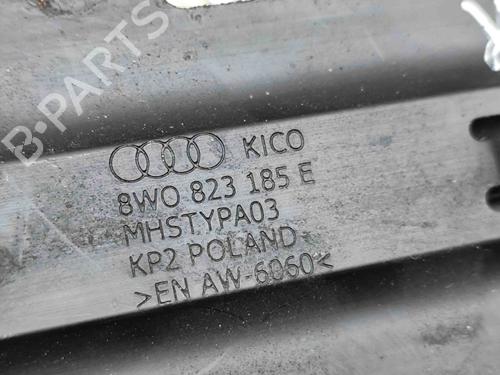 B-PARTS
KICO
8W0 823 185 E
MHSTYPA03
KP2 POLAND
>EN AW-6060<